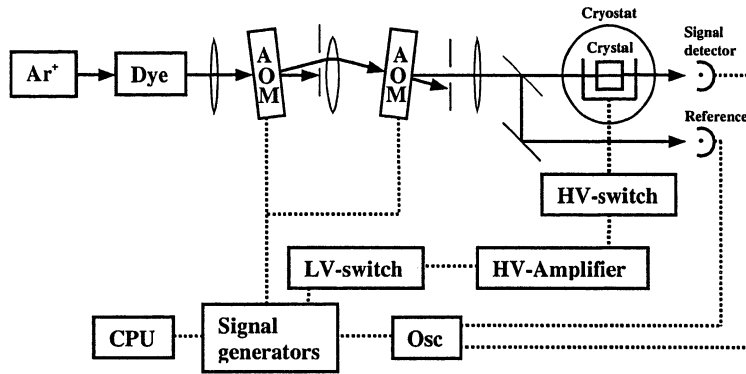 Cryostat
Signal
detector
Crystal
Ar+
Dye
AOM
AOM
Reference
HV-switch
LV-switch
HV-Amplifier
CPU
Signal
generators
Osc